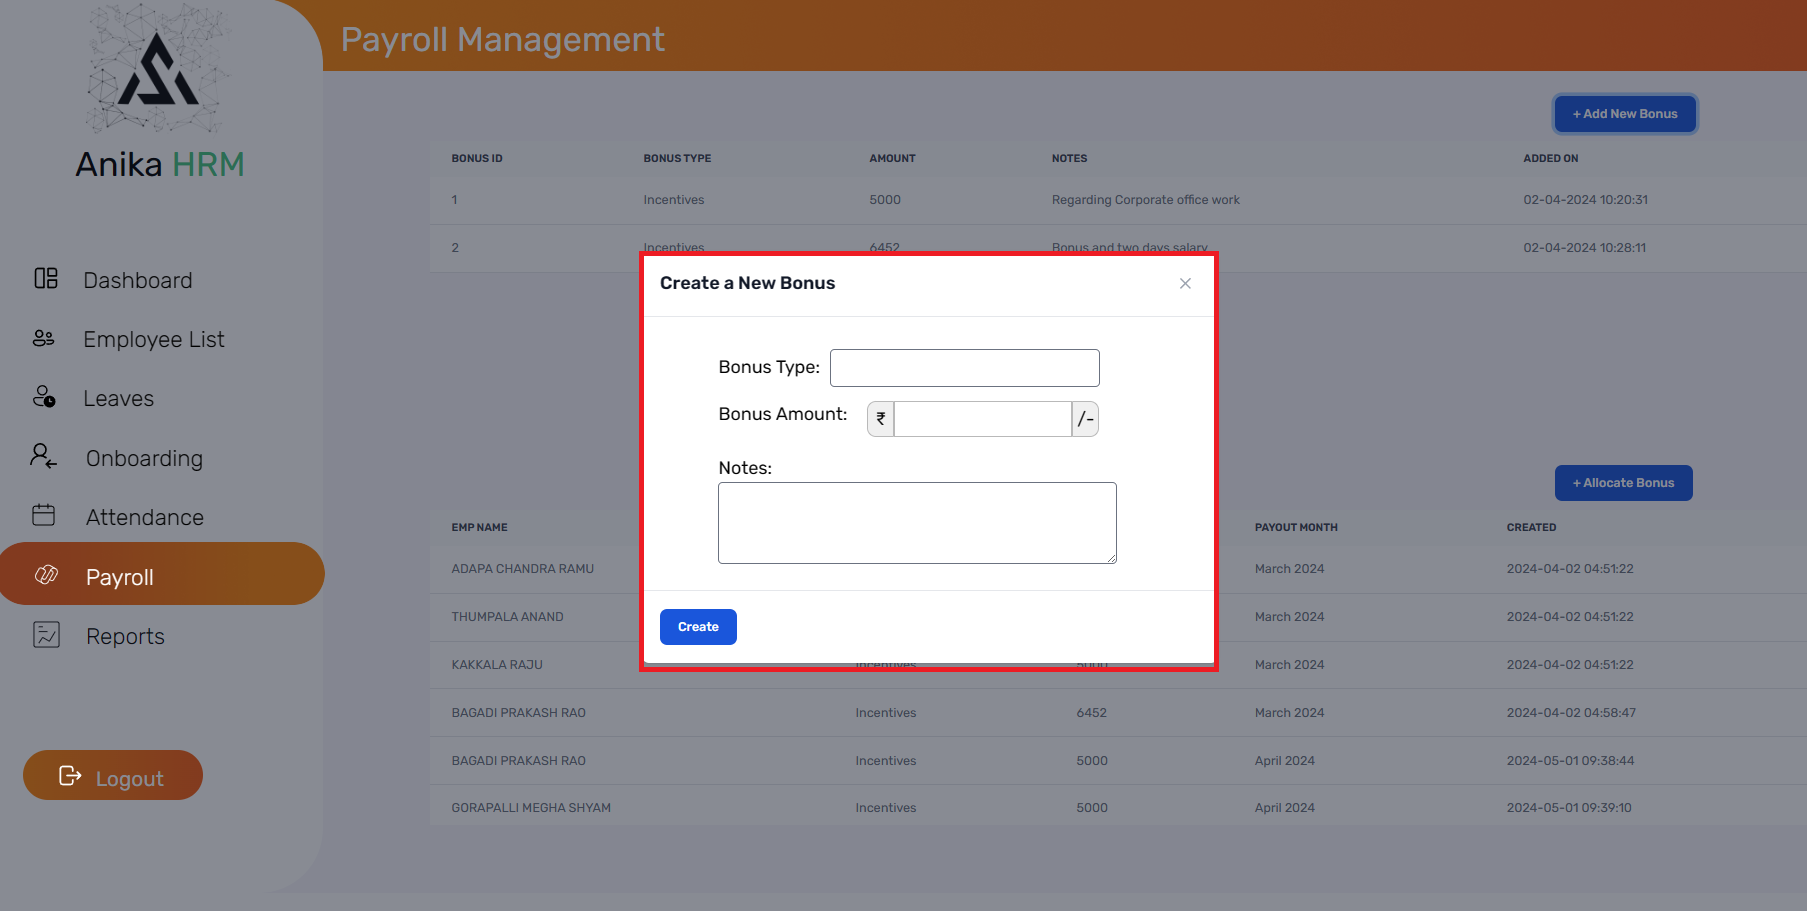 Payroll Management
Anika HRM
Dashboard
Employee List
Leaves
Onboarding
Attendance
Payroll
Reports
Logout
+ Add New Bonus
BONUS ID BONUS TYPE AMOUNT NOTES ADDED ON
1 Incentives 5000 Regarding Corporate office work 02-04-2024 10:20:31
2 Incentives 6452 Bonus and two days salary 02-04-2024 10:28:11
Create a New Bonus
Bonus Type:
Bonus Amount: ₹ /-
Notes:
Create
+ Allocate Bonus
EMP NAME PAYOUT MONTH CREATED
ADAPA CHANDRA RAMU March 2024 2024-04-02 04:51:22
THUMPALA ANAND March 2024 2024-04-02 04:51:22
KAKKALA RAJU Incentives 5000 March 2024 2024-04-02 04:51:22
BAGADI PRAKASH RAO Incentives 6452 March 2024 2024-04-02 04:58:47
BAGADI PRAKASH RAO Incentives 5000 April 2024 2024-05-01 09:38:44
GORAPALLI MEGHA SHYAM Incentives 5000 April 2024 2024-05-01 09:39:10